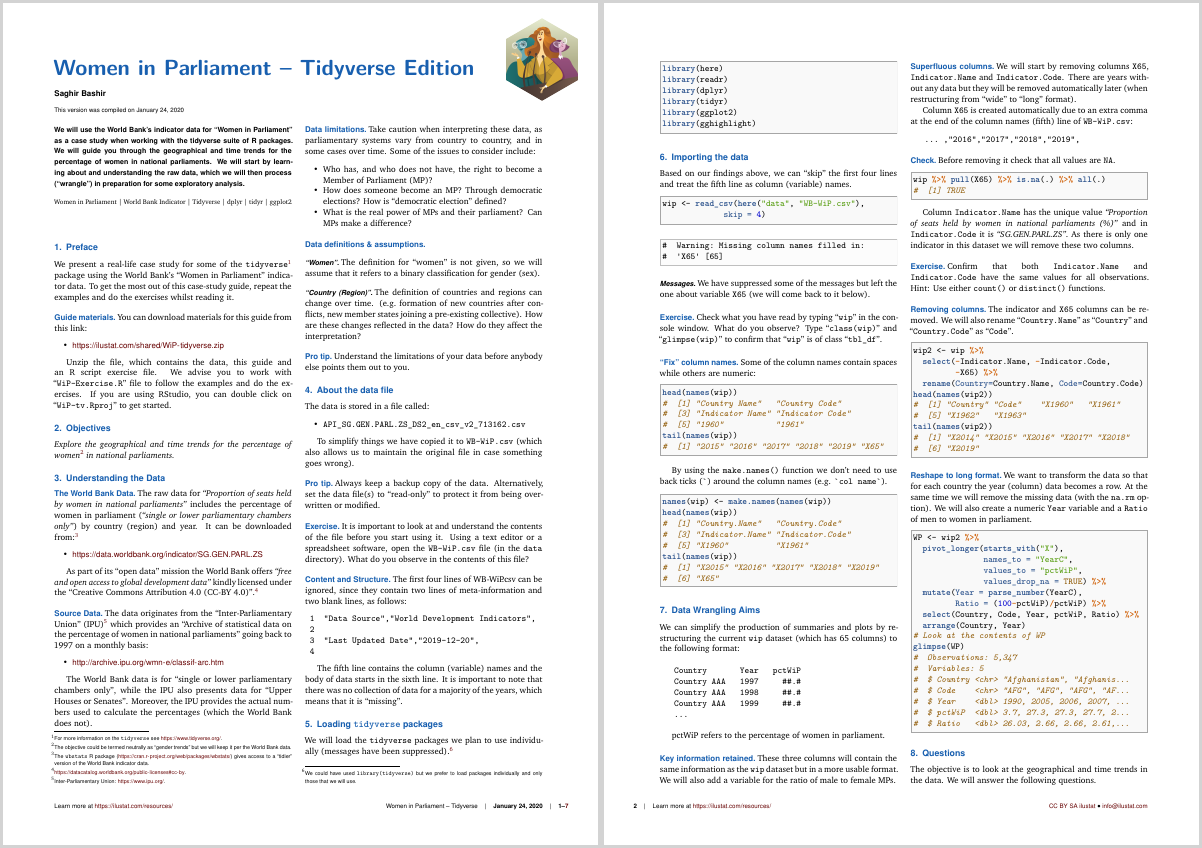 Women in Parliament – Tidyverse Edition
Saghir Bashir
This version was compiled on January 24, 2020
We will use the World Bank's indicator data for "Women in Parliament"
as a case study when working with the tidyverse suite of R packages.
We will guide you through the geographical and time trends for the
percentage of women in national parliaments. We will start by learn-
ing about and understanding the raw data, which we will then process
("wrangle") in preparation for some exploratory analysis.
Women in Parliament | World Bank Indicator | Tidyverse | dplyr | tidyr | ggplot2
1. Preface
We present a real-life case study for some of the tidyverse1
package using the World Bank's "Women in Parliament" indica-
tor data. To get the most out of this case-study guide, repeat the
examples and do the exercises whilst reading it.
Guide materials. You can download materials for this guide from
this link:
• https://ilustat.com/shared/WiP-tidyverse.zip
Unzip the file, which contains the data, this guide and
an R script exercise file. We advise you to work with
"WiP-Exercise.R" file to follow the examples and do the ex-
ercises. If you are using RStudio, you can double click on
"WiP-tv.Rproj" to get started.
2. Objectives
Explore the geographical and time trends for the percentage of
women2 in national parliaments.
3. Understanding the Data
The World Bank Data. The raw data for "Proportion of seats held
by women in national parliaments" includes the percentage of
women in parliament ("single or lower parliamentary chambers
only") by country (region) and year. It can be downloaded
from:3
• https://data.worldbank.org/indicator/SG.GEN.PARL.ZS
As part of its "open data" mission the World Bank offers "free
and open access to global development data" kindly licensed under
the "Creative Commons Attribution 4.0 (CC-BY 4.0)".4
Source Data. The data originates from the "Inter-Parliamentary
Union" (IPU)5 which provides an "Archive of statistical data on
the percentage of women in national parliaments" going back to
1997 on a monthly basis:
• http://archive.ipu.org/wmn-e/classif-arc.htm
The World Bank data is for "single or lower parliamentary
chambers only", while the IPU also presents data for "Upper
Houses or Senates". Moreover, the IPU provides the actual num-
bers used to calculate the percentages (which the World Bank
does not).
1For more information on the tidyverse see https://www.tidyverse.org/.
2The objective could be termed neutrally as "gender trends" but we will keep it per the World Bank data.
3The wbstats R package (https://cran.r-project.org/web/packages/wbstats) gives access to a "tidier"
version of the World Bank indicator data.
4https://datacatalog.worldbank.org/public-licenses#cc-by.
5Inter-Parliamentary Union: https://www.ipu.org/.
Data limitations. Take caution when interpreting these data, as
parliamentary systems vary from country to country, and in
some cases over time. Some of the issues to consider include:
• Who has, and who does not have, the right to become a
Member of Parliament (MP)?
• How does someone become an MP? Through democratic
elections? How is "democratic election" defined?
• What is the real power of MPs and their parliament? Can
MPs make a difference?
Data definitions & assumptions.
"Women". The definition for "women" is not given, so we will
assume that it refers to a binary classification for gender (sex).
"Country (Region)". The definition of countries and regions can
change over time. (e.g. formation of new countries after con-
flicts, new member states joining a pre-existing collective). How
are these changes reflected in the data? How do they affect the
interpretation?
Pro tip. Understand the limitations of your data before anybody
else points them out to you.
4. About the data file
The data is stored in a file called:
• API_SG.GEN.PARL.ZS_DS2_en_csv_v2_713162.csv
To simplify things we have copied it to WB-WiP.csv (which
also allows us to maintain the original file in case something
goes wrong).
Pro tip. Always keep a backup copy of the data. Alternatively,
set the data file(s) to "read-only" to protect it from being over-
written or modified.
Exercise. It is important to look at and understand the contents
of the file before you start using it. Using a text editor or a
spreadsheet software, open the WB-WiP.csv file (in the data
directory). What do you observe in the contents of this file?
Content and Structure. The first four lines of WB-WiPcsv can be
ignored, since they contain two lines of meta-information and
two blank lines, as follows:
1 "Data Source","World Development Indicators",
2
3 "Last Updated Date","2019-12-20",
4
The fifth line contains the column (variable) names and the
body of data starts in the sixth line. It is important to note that
there was no collection of data for a majority of the years, which
means that it is "missing".
5. Loading tidyverse packages
We will load the tidyverse packages we plan to use individu-
ally (messages have been suppressed).6
6We could have used library(tidyverse) but we prefer to load packages individually and only
those that we will use.
Learn more at https://ilustat.com/resources/
Women in Parliament – Tidyverse | January 24, 2020 | 1–7
library(here)
library(readr)
library(dplyr)
library(tidyr)
library(ggplot2)
library(gghighlight)
6. Importing the data
Based on our findings above, we can "skip" the first four lines
and treat the fifth line as column (variable) names.
wip <- read_csv(here("data", "WB-WiP.csv"),
skip = 4)
# Warning: Missing column names filled in:
# 'X65' [65]
Messages. We have suppressed some of the messages but left the
one about variable X65 (we will come back to it below).
Exercise. Check what you have read by typing "wip" in the con-
sole window. What do you observe? Type "class(wip)" and
"glimpse(wip)" to confirm that "wip" is of class "tbl_df".
"Fix" column names. Some of the column names contain spaces
while others are numeric:
head(names(wip))
# [1] "Country Name" "Country Code"
# [3] "Indicator Name" "Indicator Code"
# [5] "1960" "1961"
tail(names(wip))
# [1] "2015" "2016" "2017" "2018" "2019" "X65"
By using the make.names() function we don't need to use
back ticks (`) around the column names (e.g. `col name`).
names(wip) <- make.names(names(wip))
head(names(wip))
# [1] "Country.Name" "Country.Code"
# [3] "Indicator.Name" "Indicator.Code"
# [5] "X1960" "X1961"
tail(names(wip))
# [1] "X2015" "X2016" "X2017" "X2018" "X2019"
# [6] "X65"
7. Data Wrangling Aims
We can simplify the production of summaries and plots by re-
structuring the current wip dataset (which has 65 columns) to
the following format:
Country Year pctWiP
Country AAA 1997 ##.#
Country AAA 1998 ##.#
Country AAA 1999 ##.#
...
pctWiP refers to the percentage of women in parliament.
Key information retained. These three columns will contain the
same information as the wip dataset but in a more usable format.
We will also add a variable for the ratio of male to female MPs.
Superfluous columns. We will start by removing columns X65,
Indicator.Name and Indicator.Code. There are years with-
out any data but they will be removed automatically later (when
restructuring from "wide" to "long" format).
Column X65 is created automatically due to an extra comma
at the end of the column names (fifth) line of WB-WiP.csv:
... ,"2016","2017","2018","2019",
Check. Before removing it check that all values are NA.
wip %>% pull(X65) %>% is.na(.) %>% all(.)
# [1] TRUE
Column Indicator.Name has the unique value "Proportion
of seats held by women in national parliaments (%)" and in
Indicator.Code it is "SG.GEN.PARL.ZS". As there is only one
indicator in this dataset we will remove these two columns.
Exercise. Confirm that both Indicator.Name and
Indicator.Code have the same values for all observations.
Hint: Use either count() or distinct() functions.
Removing columns. The indicator and X65 columns can be re-
moved. We will also rename "Country.Name" as "Country" and
"Country.Code" as "Code".
wip2 <- wip %>%
select(-Indicator.Name, -Indicator.Code,
-X65) %>%
rename(Country=Country.Name, Code=Country.Code)
head(names(wip2))
# [1] "Country" "Code" "X1960" "X1961"
# [5] "X1962" "X1963"
tail(names(wip2))
# [1] "X2014" "X2015" "X2016" "X2017" "X2018"
# [6] "X2019"
Reshape to long format. We want to transform the data so that
for each country the year (column) data becomes a row. At the
same time we will remove the missing data (with the na.rm op-
tion). We will also create a numeric Year variable and a Ratio
of men to women in parliament.
WP <- wip2 %>%
pivot_longer(starts_with("X"),
names_to = "YearC",
values_to = "pctWiP",
values_drop_na = TRUE) %>%
mutate(Year = parse_number(YearC),
Ratio = (100-pctWiP)/pctWiP) %>%
select(Country, Code, Year, pctWiP, Ratio) %>%
arrange(Country, Year)
# Look at the contents of WP
glimpse(WP)
# Observations: 5,347
# Variables: 5
# $ Country <chr> "Afghanistan", "Afghanis...
# $ Code <chr> "AFG", "AFG", "AFG", "AF...
# $ Year <dbl> 1990, 2005, 2006, 2007, ...
# $ pctWiP <dbl> 3.7, 27.3, 27.3, 27.7, 2...
# $ Ratio <dbl> 26.03, 2.66, 2.66, 2.61,...
8. Questions
The objective is to look at the geographical and time trends in
the data. We will answer the following questions.
2 | Learn more at https://ilustat.com/resources/
CC BY SA ilustat • info@ilustat.com